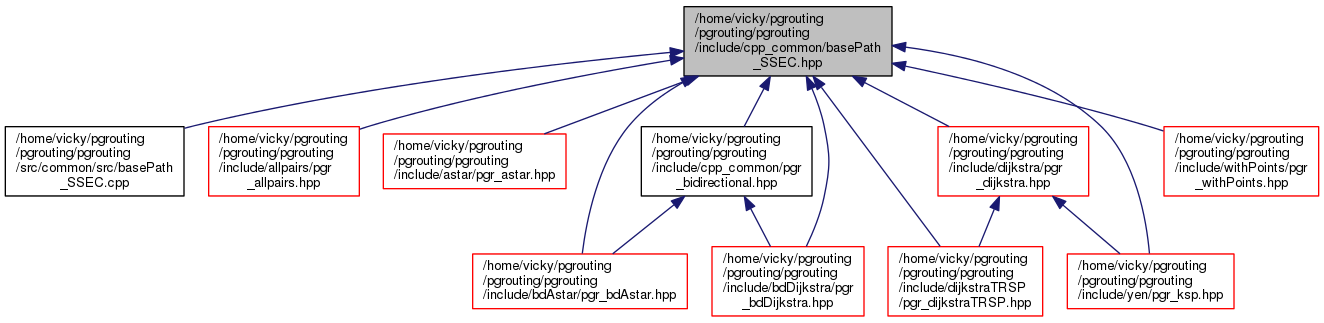 /home/vicky/pgrouting
/pgrouting/pgrouting
/include/cpp_common/basePath
_SSEC.hpp
/home/vicky/pgrouting
/pgrouting/pgrouting
/src/common/src/basePath
_SSEC.cpp
/home/vicky/pgrouting
/pgrouting/pgrouting
/include/allpairs/pgr
_allpairs.hpp
/home/vicky/pgrouting
/pgrouting/pgrouting
/include/astar/pgr_astar.hpp
/home/vicky/pgrouting
/pgrouting/pgrouting
/include/cpp_common/pgr
_bidirectional.hpp
/home/vicky/pgrouting
/pgrouting/pgrouting
/include/dijkstra/pgr
_dijkstra.hpp
/home/vicky/pgrouting
/pgrouting/pgrouting
/include/withPoints/pgr
_withPoints.hpp
/home/vicky/pgrouting
/pgrouting/pgrouting
/include/bdAstar/pgr_bdAstar.hpp
/home/vicky/pgrouting
/pgrouting/pgrouting
/include/bdDijkstra/pgr
_bdDijkstra.hpp
/home/vicky/pgrouting
/pgrouting/pgrouting
/include/dijkstraTRSP
/pgr_dijkstraTRSP.hpp
/home/vicky/pgrouting
/pgrouting/pgrouting
/include/yen/pgr_ksp.hpp